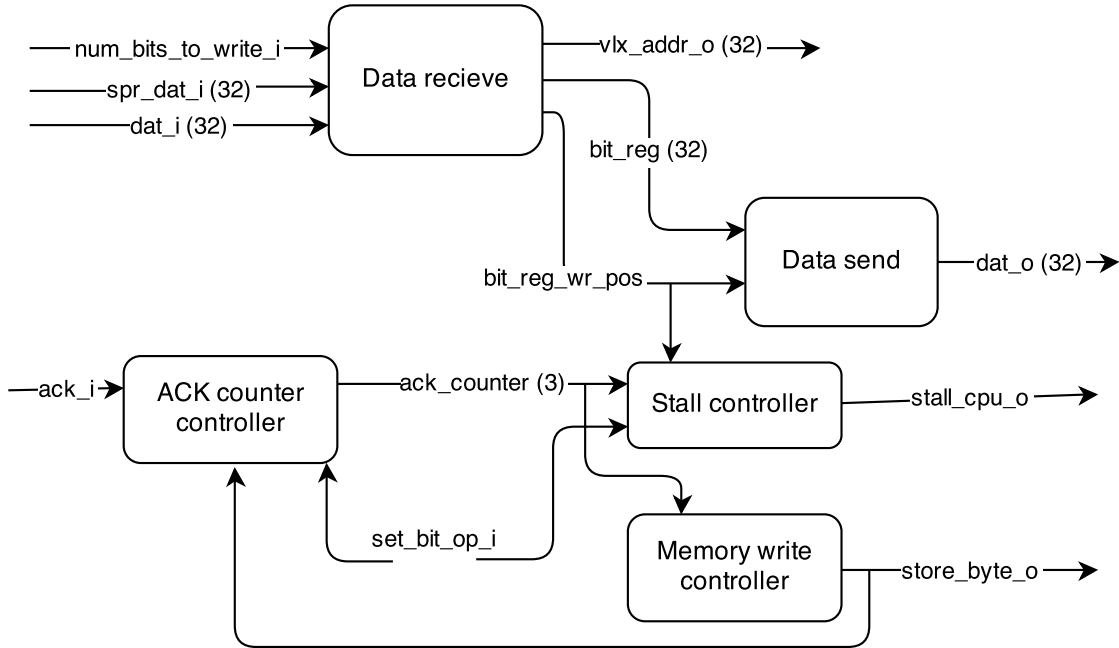 num_bits_to_write_i
vlx_addr_o (32)
Data recieve
spr_dat_i (32)
dat_i (32)
bit_reg (32)
Data send
dat_o (32)
bit_reg_wr_pos
ack_i
ACK counter
controller
ack_counter (3)
Stall controller
stall_cpu_o
set_bit_op_i
Memory write
controller
store_byte_o